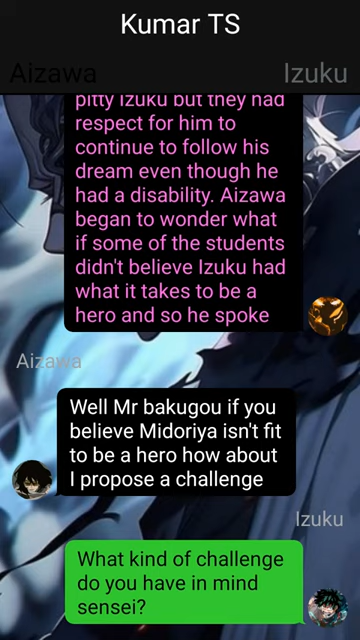 Kumar TS
Aizawa
Izuku
pitty Izuku but they had
respect for him to
continue to follow his
dream even though he
had a disability. Aizawa
began to wonder what
if some of the students
didn't believe Izuku had
what it takes to be a
hero and so he spoke
Aizawa
Well Mr bakugou if you
believe Midoriya isn't fit
to be a hero how about
I propose a challenge
Izuku
What kind of challenge
do you have in mind
sensei?